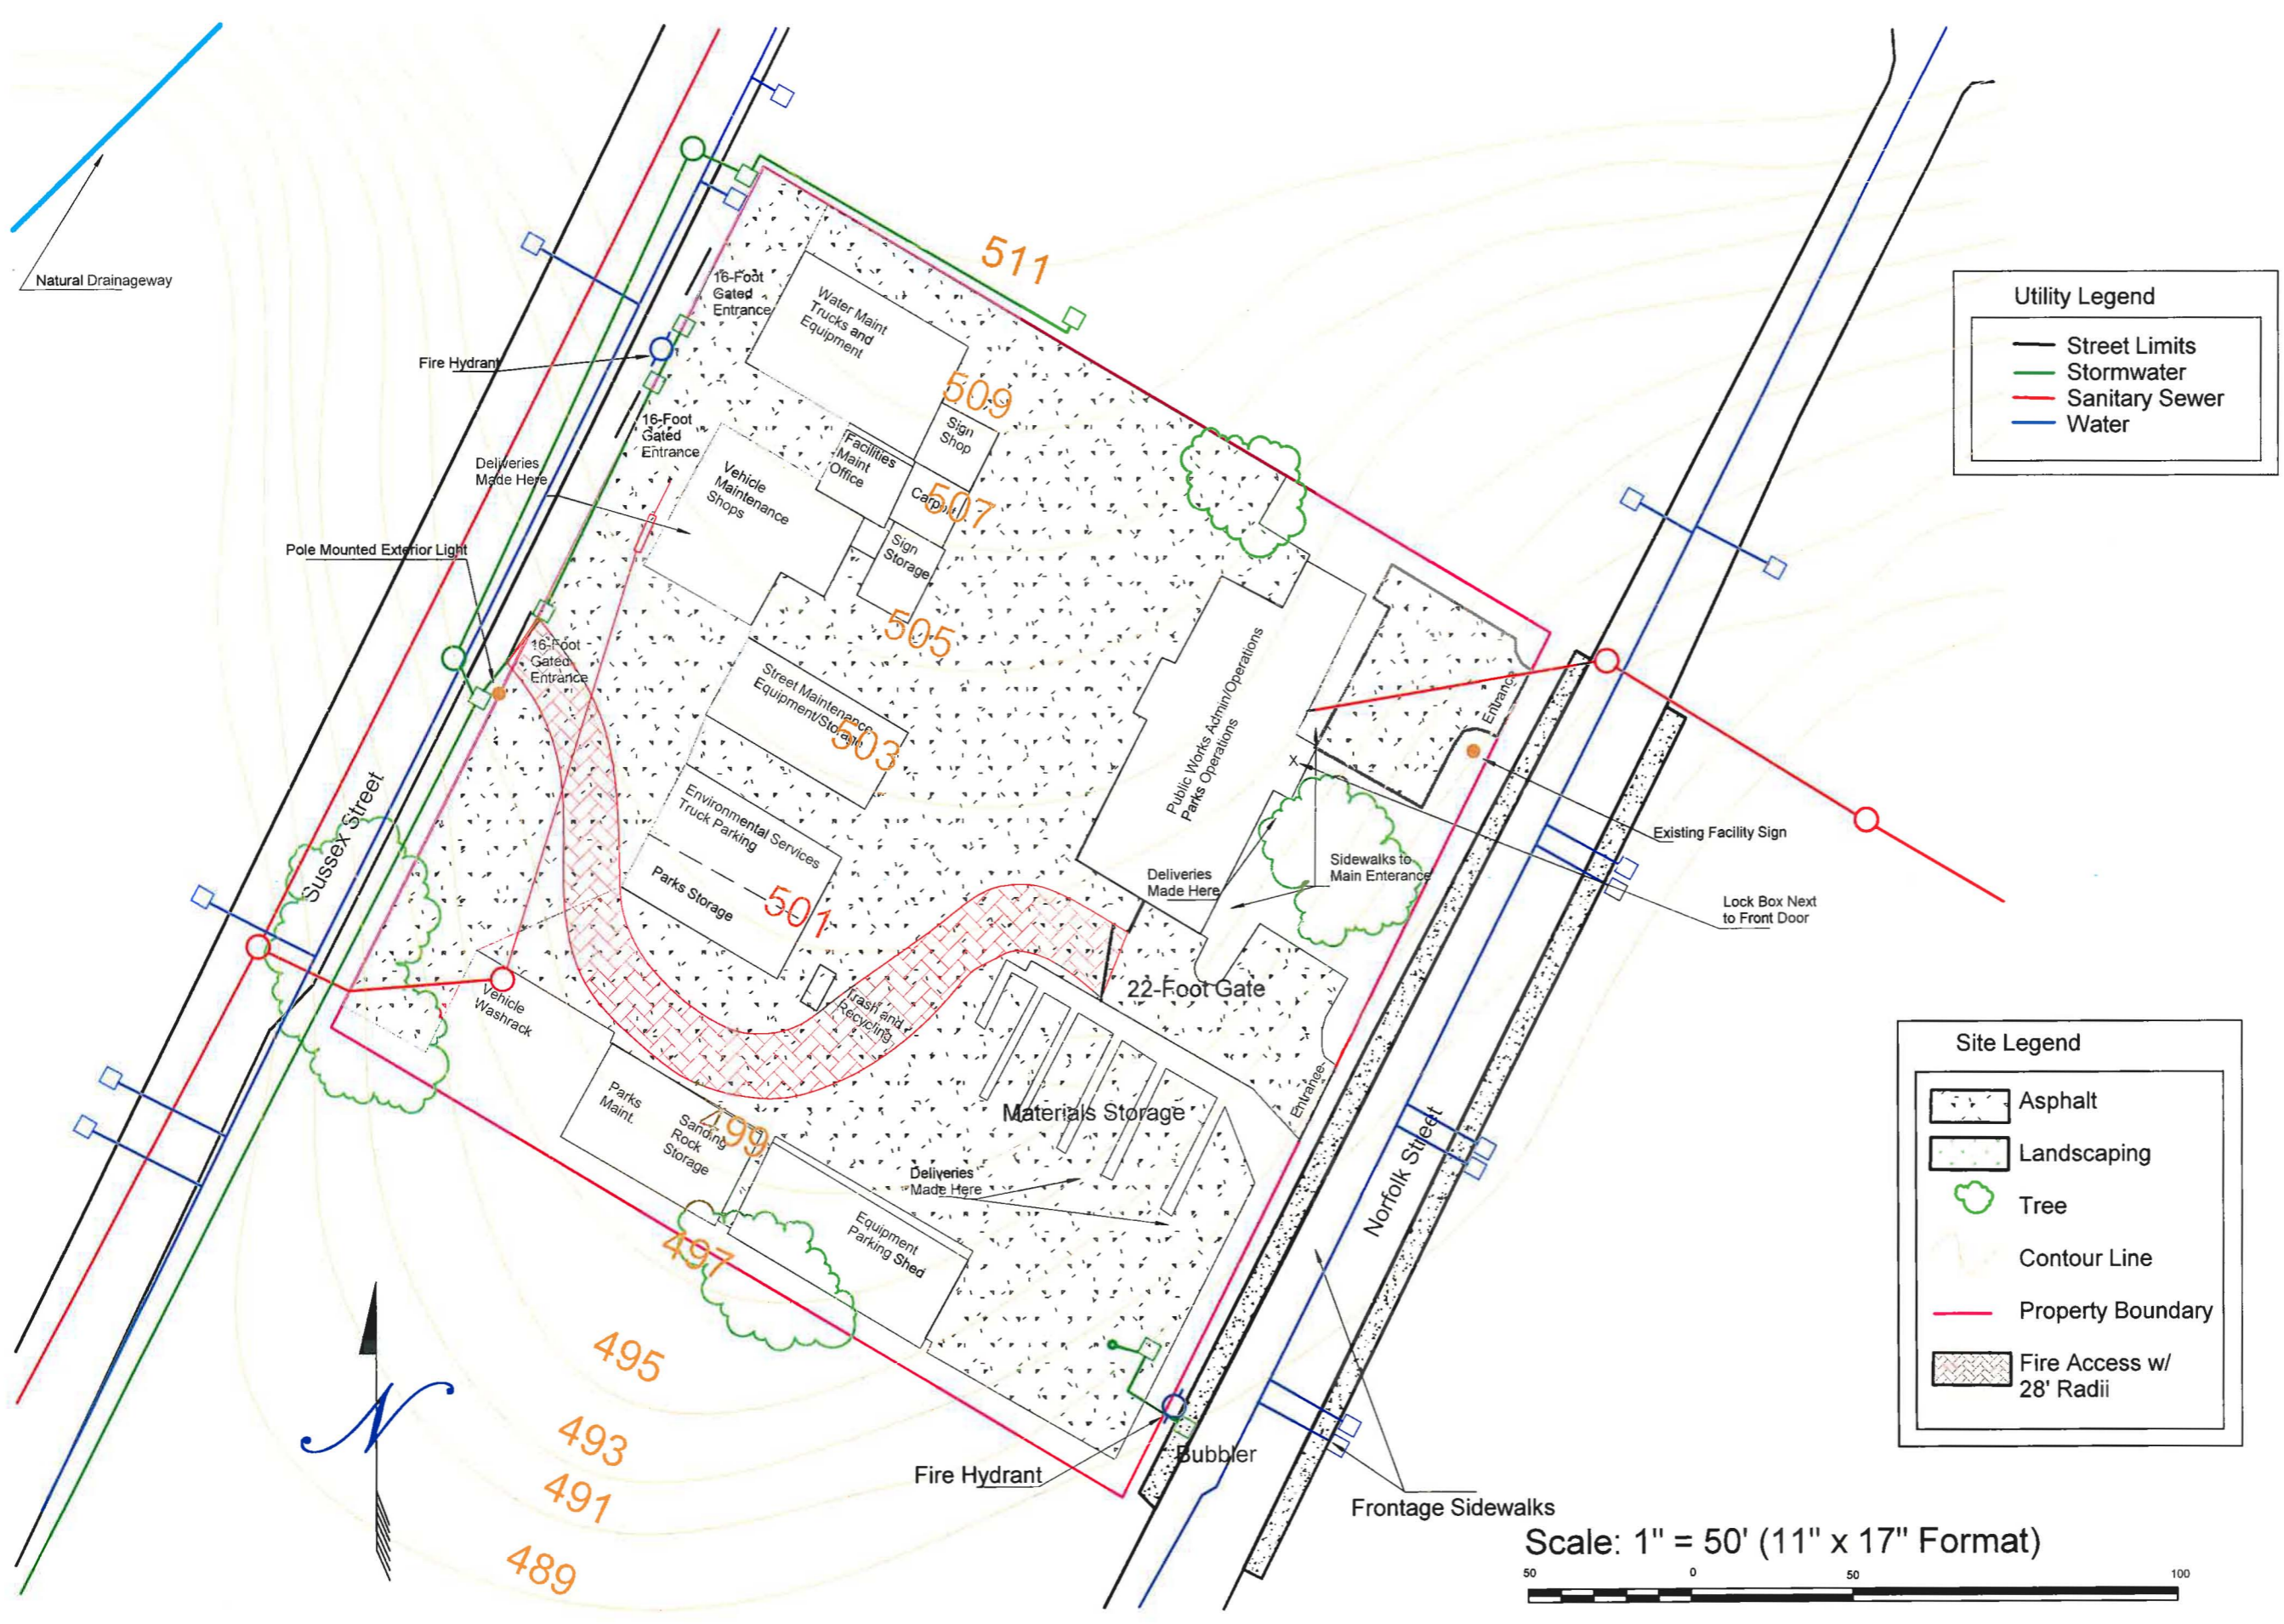 Natural Drainageway
511
16-Foot
Gated
Entrance
Water Maint
Trucks and
Equipment
Utility Legend
Street Limits
Stormwater
Sanitary Sewer
Water
Fire Hydrant
509
Sign
Shop
16-Foot
Gated
Entrance
Deliveries
Made Here
Facilities
Maint
Office
Vehicle
Maintenance
Shops
Carport
507
Sign
Storage
Pole Mounted Exterior Light
505
16-Foot
Gated
Entrance
Street Maintenance
Equipment/Storage
503
Public Works Admin/Operations
Parks Operations
Entrance
X
Existing Facility Sign
Sussex Street
Environmental Services
Truck Parking
Parks Storage
501
Deliveries
Made Here
Sidewalks to
Main Enterance
Lock Box Next
to Front Door
22-Foot Gate
Vehicle
Washrack
Trash and
Recycling
Site Legend
Asphalt
Landscaping
Tree
Contour Line
Property Boundary
Fire Access w/
28' Radii
Parks
Maint.
Sanding
Rock
Storage
499
Materials Storage
Entrance
Norfolk Street
Deliveries
Made Here
Equipment
Parking Shed
497
495
493
491
489
N
Fire Hydrant
Bubbler
Frontage Sidewalks
Scale: 1" = 50' (11" x 17" Format)
50 0 50 100